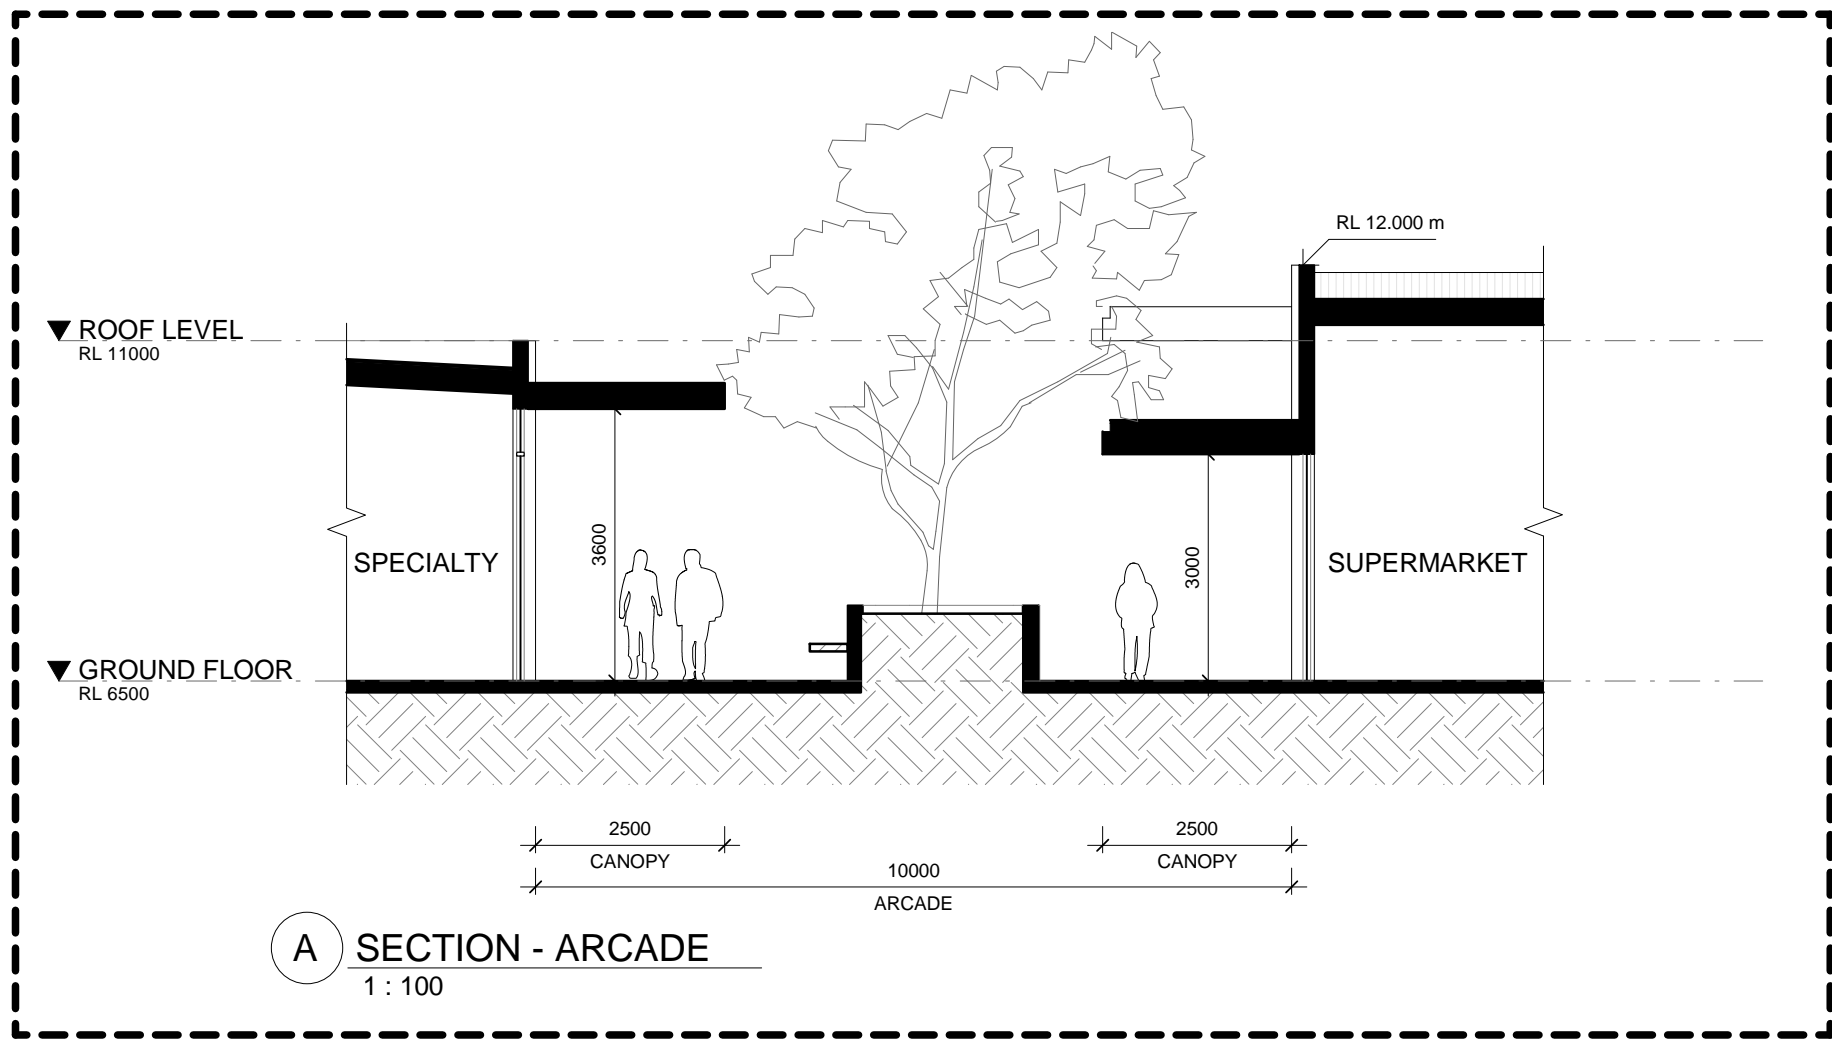 RL 12.000 m
ROOF LEVEL
RL 11000
3600
3000
SPECIALTY
SUPERMARKET
GROUND FLOOR
RL 6500
2500
CANOPY
2500
CANOPY
10000
ARCADE
A
SECTION - ARCADE
1 : 100